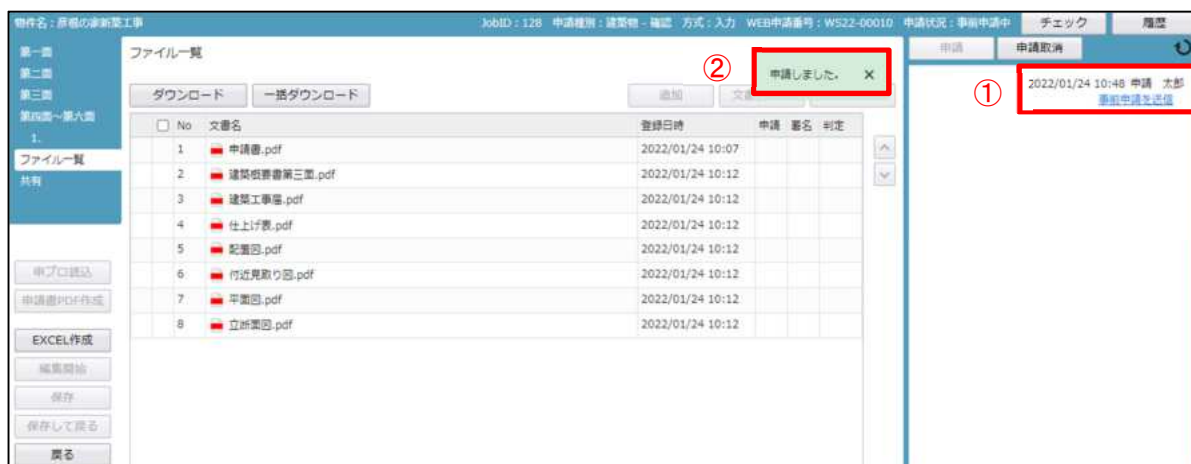 物件名：彦根の家新築工事 JobID：128 申請種別：建築物 - 確認 方式：入力 WEB申請番号：WS22-00010 申請状況：事前申請中 チェック 履歴
第一面
第二面
第三面
第四面～第六面
1.
ファイル一覧
共有
申プロ読込
申請書PDF作成
EXCEL作成
編集開始
保存
保存して戻る
戻る
ファイル一覧
② 申請しました。 ×
ダウンロード 一括ダウンロード 追加 文書
No 文書名 登録日時 申請 署名 判定
1 申請書.pdf 2022/01/24 10:07
2 建築概要書第三面.pdf 2022/01/24 10:12
3 建築工事届.pdf 2022/01/24 10:12
4 仕上げ表.pdf 2022/01/24 10:12
5 配置図.pdf 2022/01/24 10:12
6 付近見取り図.pdf 2022/01/24 10:12
7 平面図.pdf 2022/01/24 10:12
8 立断面図.pdf 2022/01/24 10:12
申請 申請取消
① 2022/01/24 10:48 申請 太郎
事前申請を送信